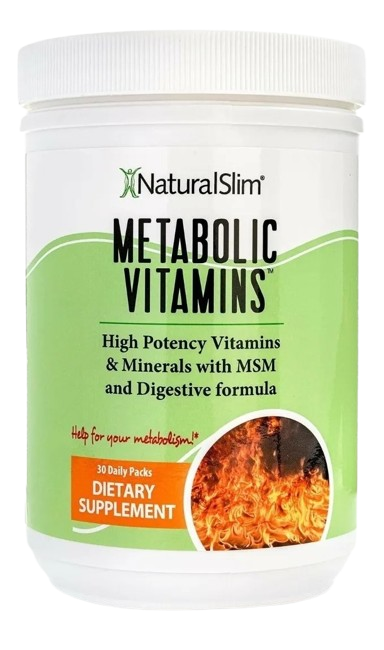 NaturalSlim®
METABOLIC
VITAMINS™
High Potency Vitamins
& Minerals with MSM
and Digestive formula
Help for your metabolism!*
30 Daily Packs
DIETARY
SUPPLEMENT